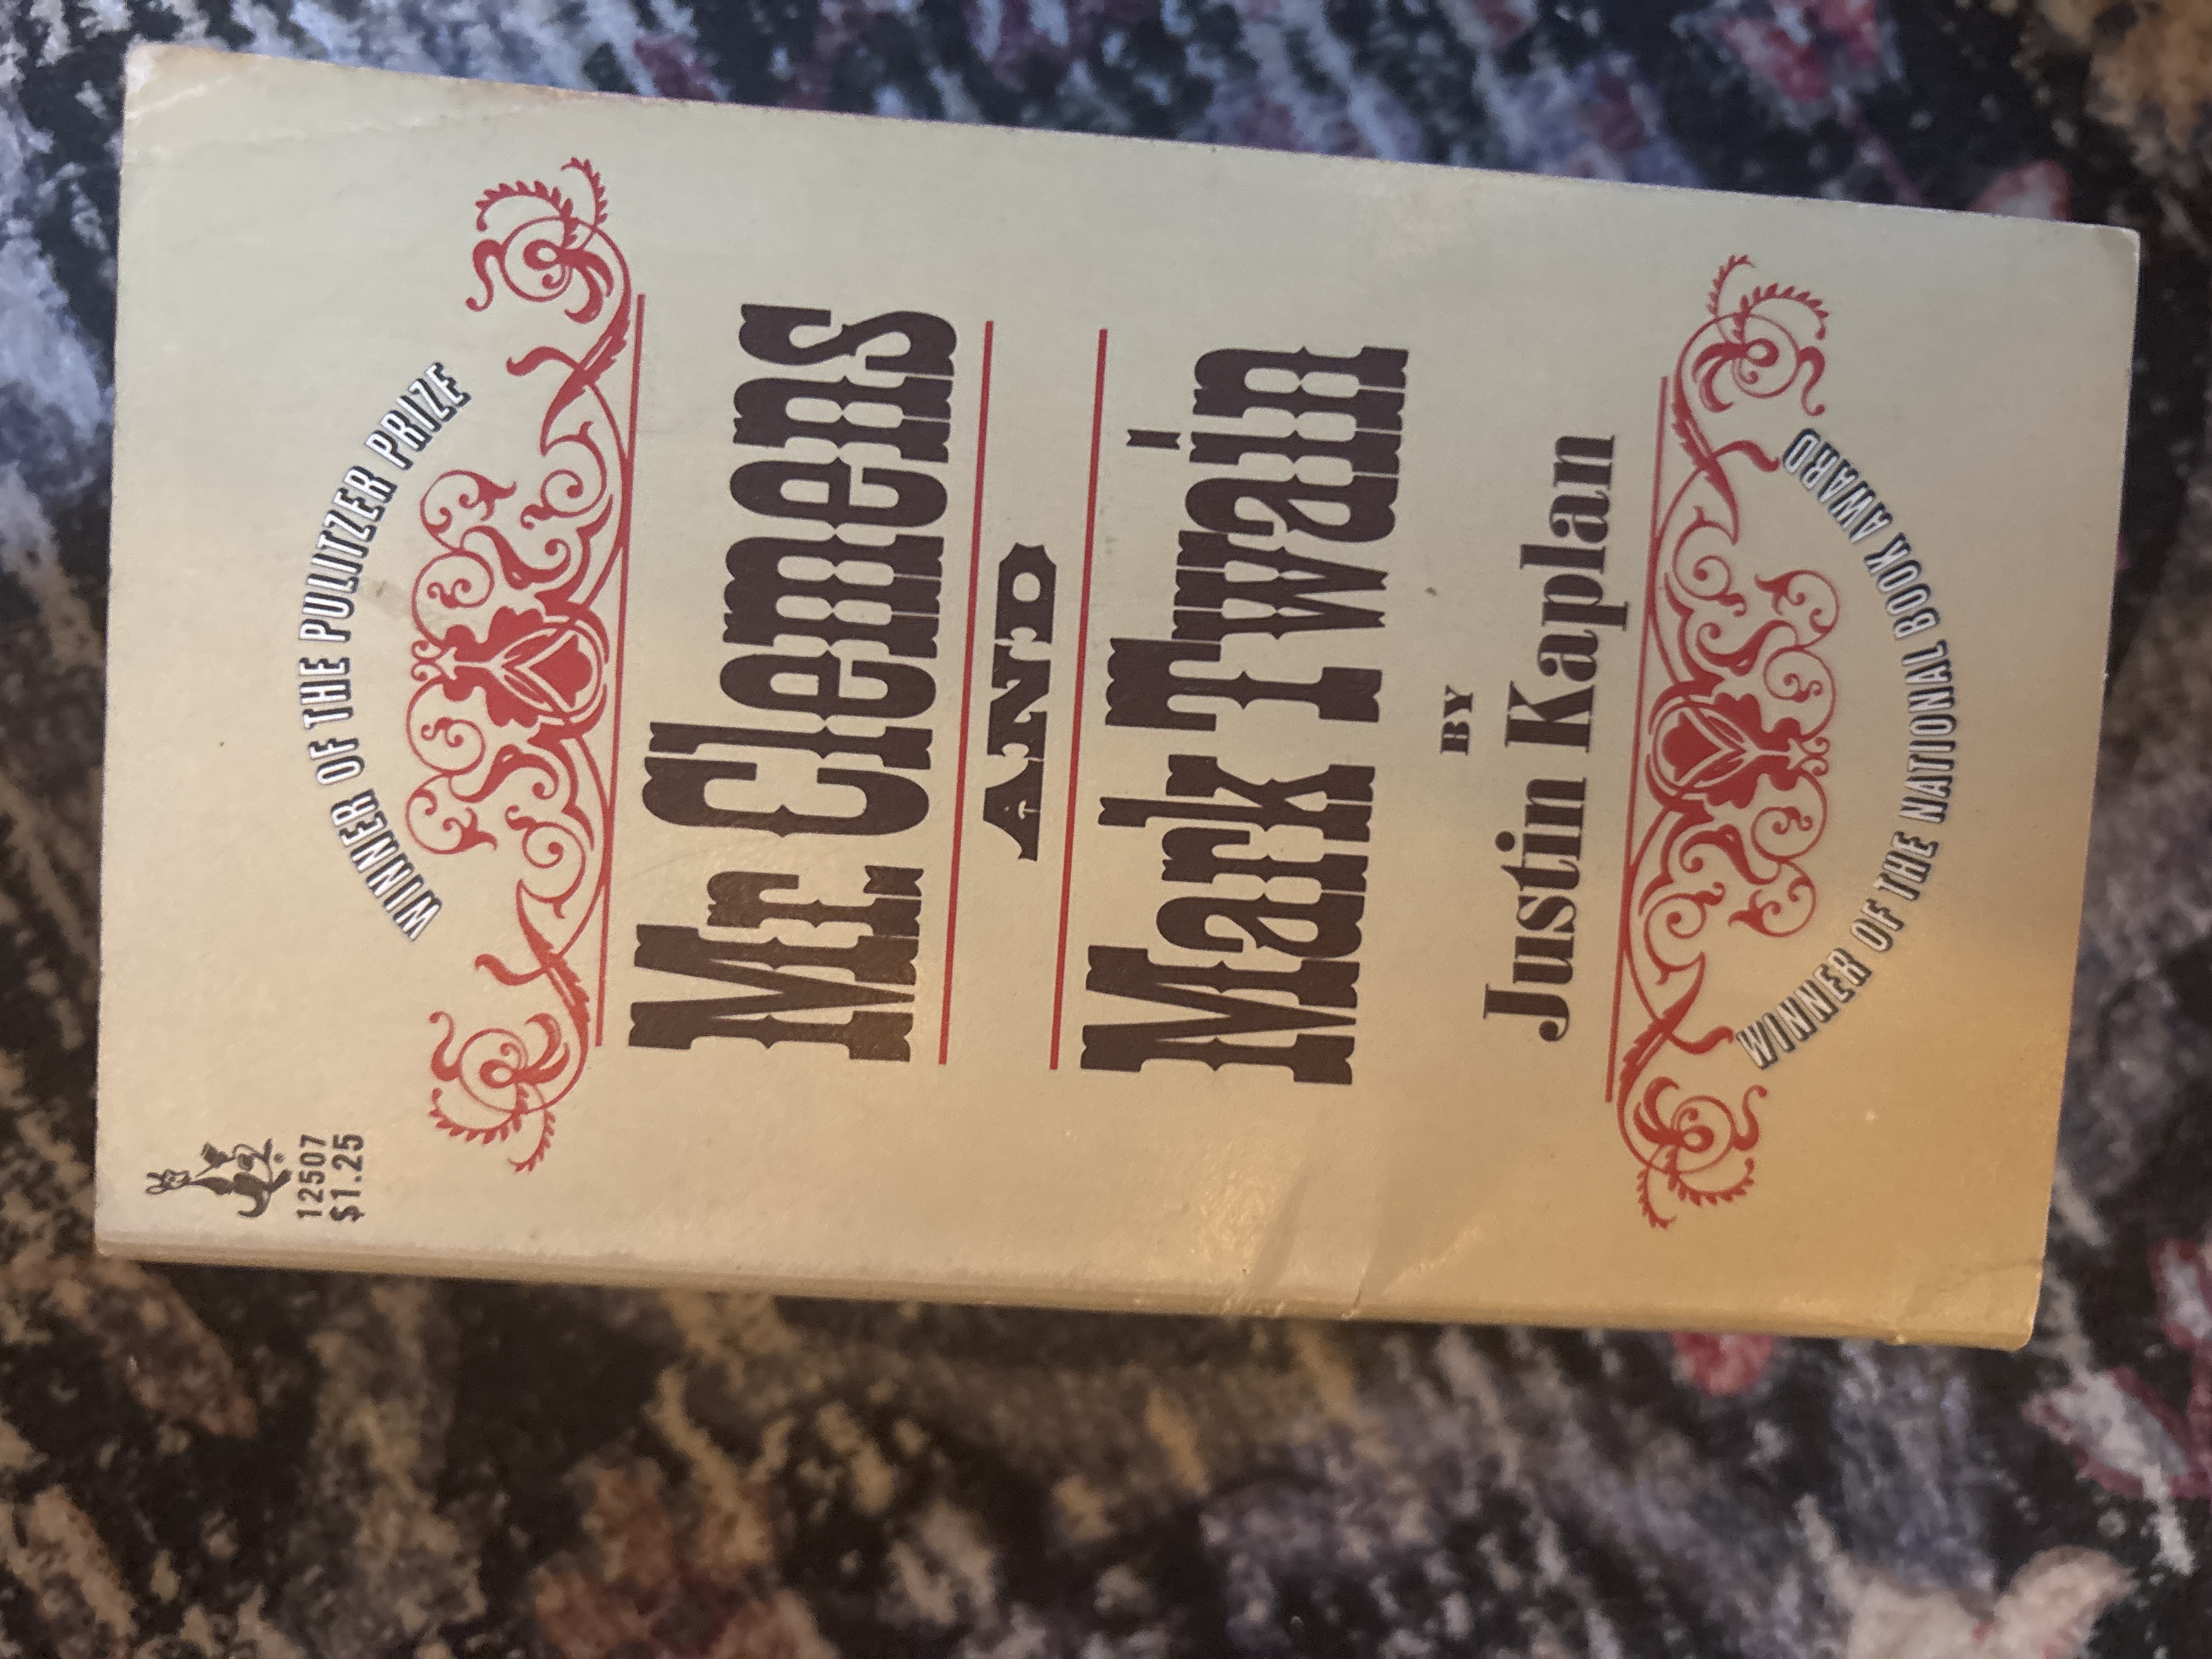 12507
$1.25
WINNER OF THE PULITZER PRIZE
Mr. Clemens
AND
Mark Twain
BY
Justin Kaplan
WINNER OF THE NATIONAL BOOK AWARD